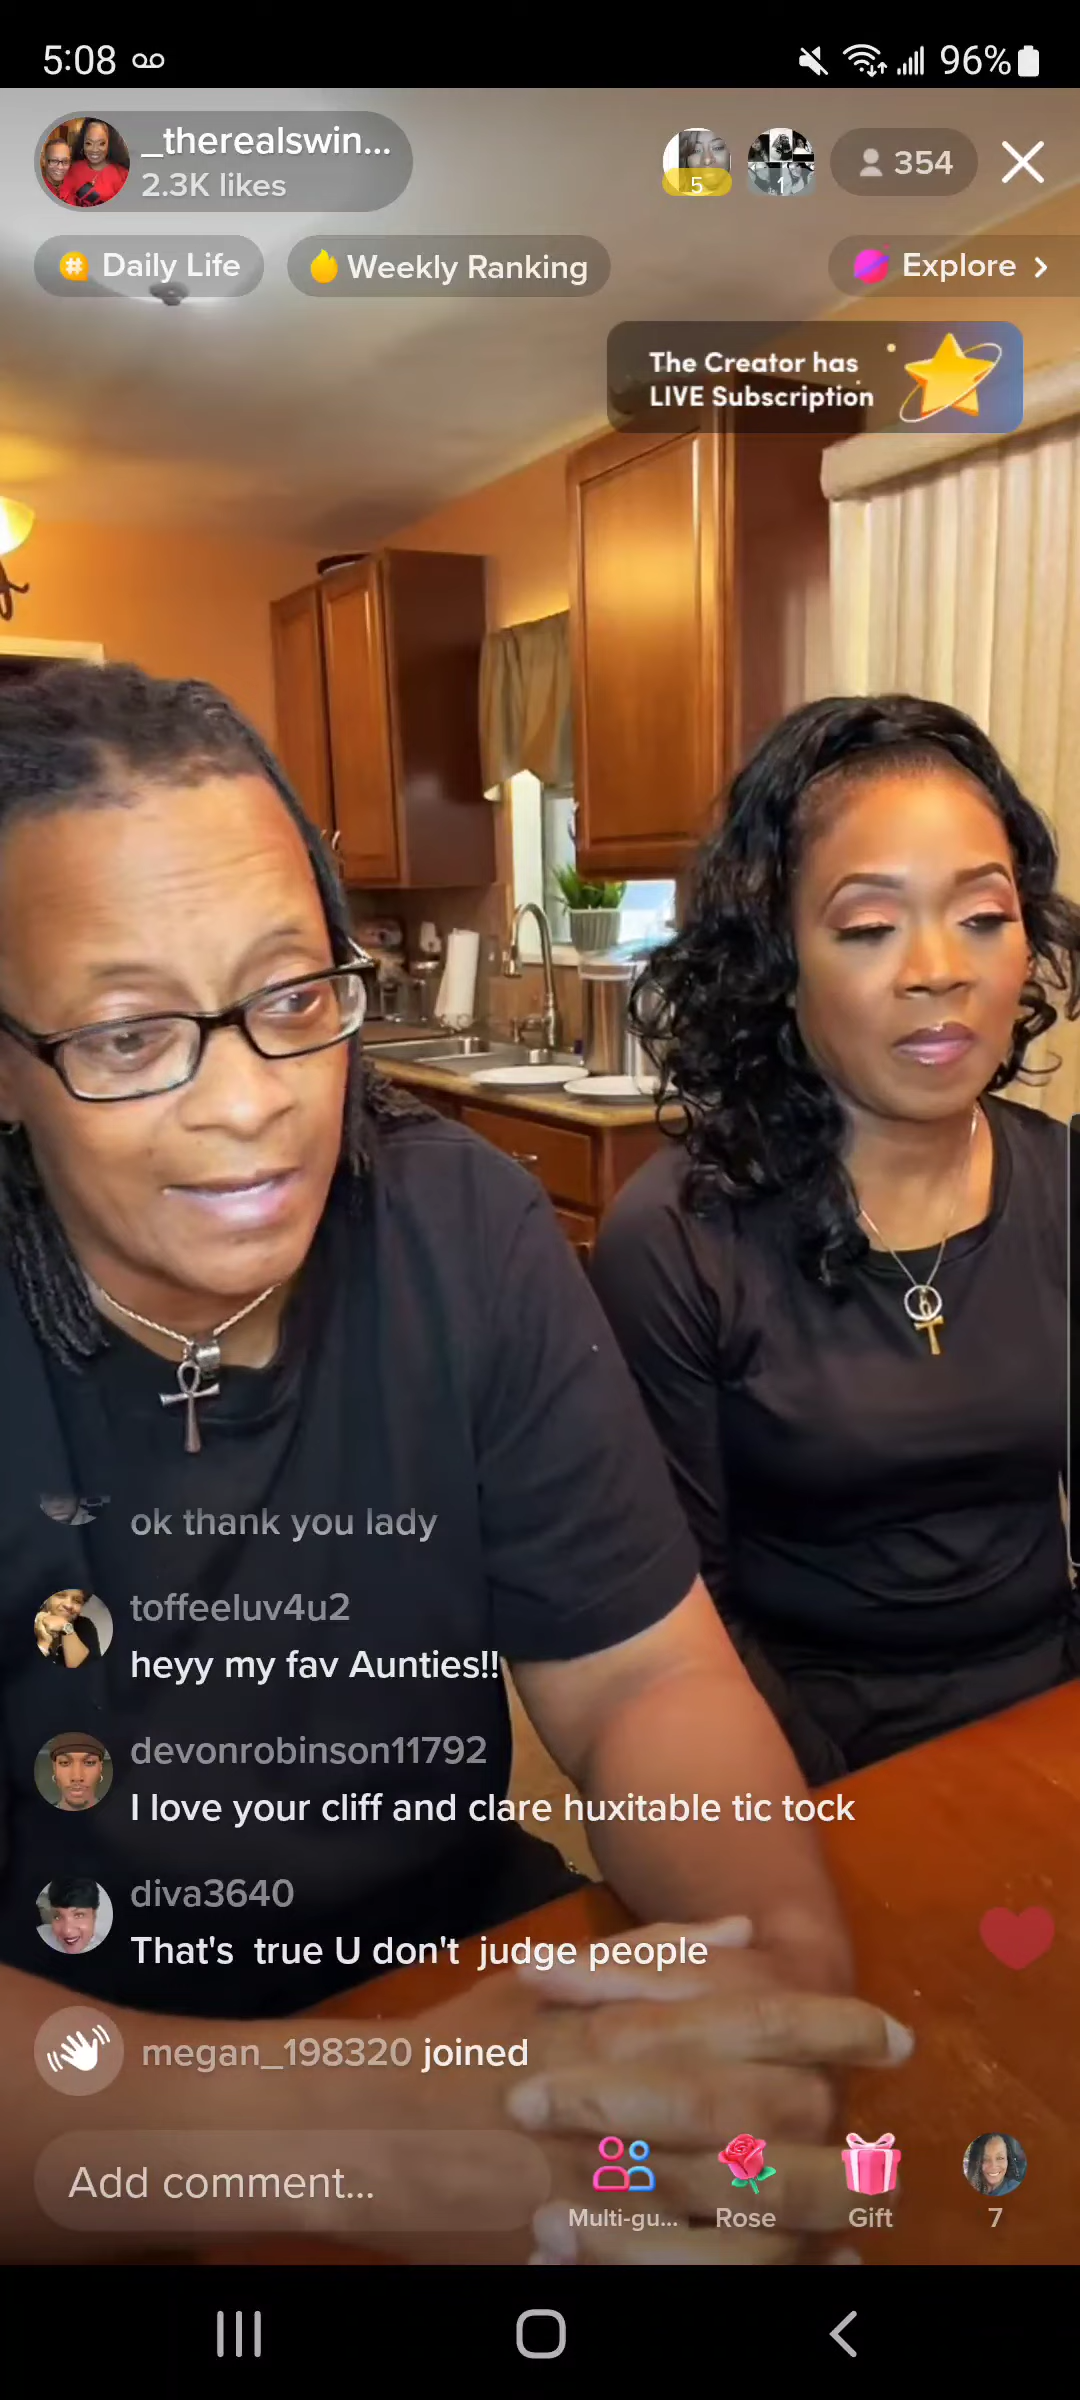 5:08
96%
_therealswin...
2.3K likes
5
1
354
Daily Life
Weekly Ranking
Explore >
The Creator has
LIVE Subscription
ok thank you lady
toffeeluv4u2
heyy my fav Aunties!!
devonrobinson11792
I love your cliff and clare huxitable tic tock
diva3640
That's  true U don't  judge people
megan_198320 joined
Add comment...
Multi-gu...
Rose
Gift
7